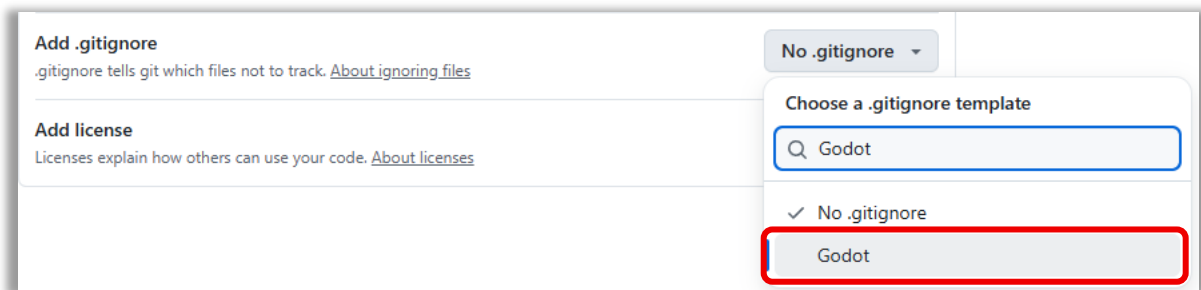 Add .gitignore
No .gitignore
.gitignore tells git which files not to track. About ignoring files
Choose a .gitignore template
Add license
Licenses explain how others can use your code. About licenses
Godot
No .gitignore
Godot